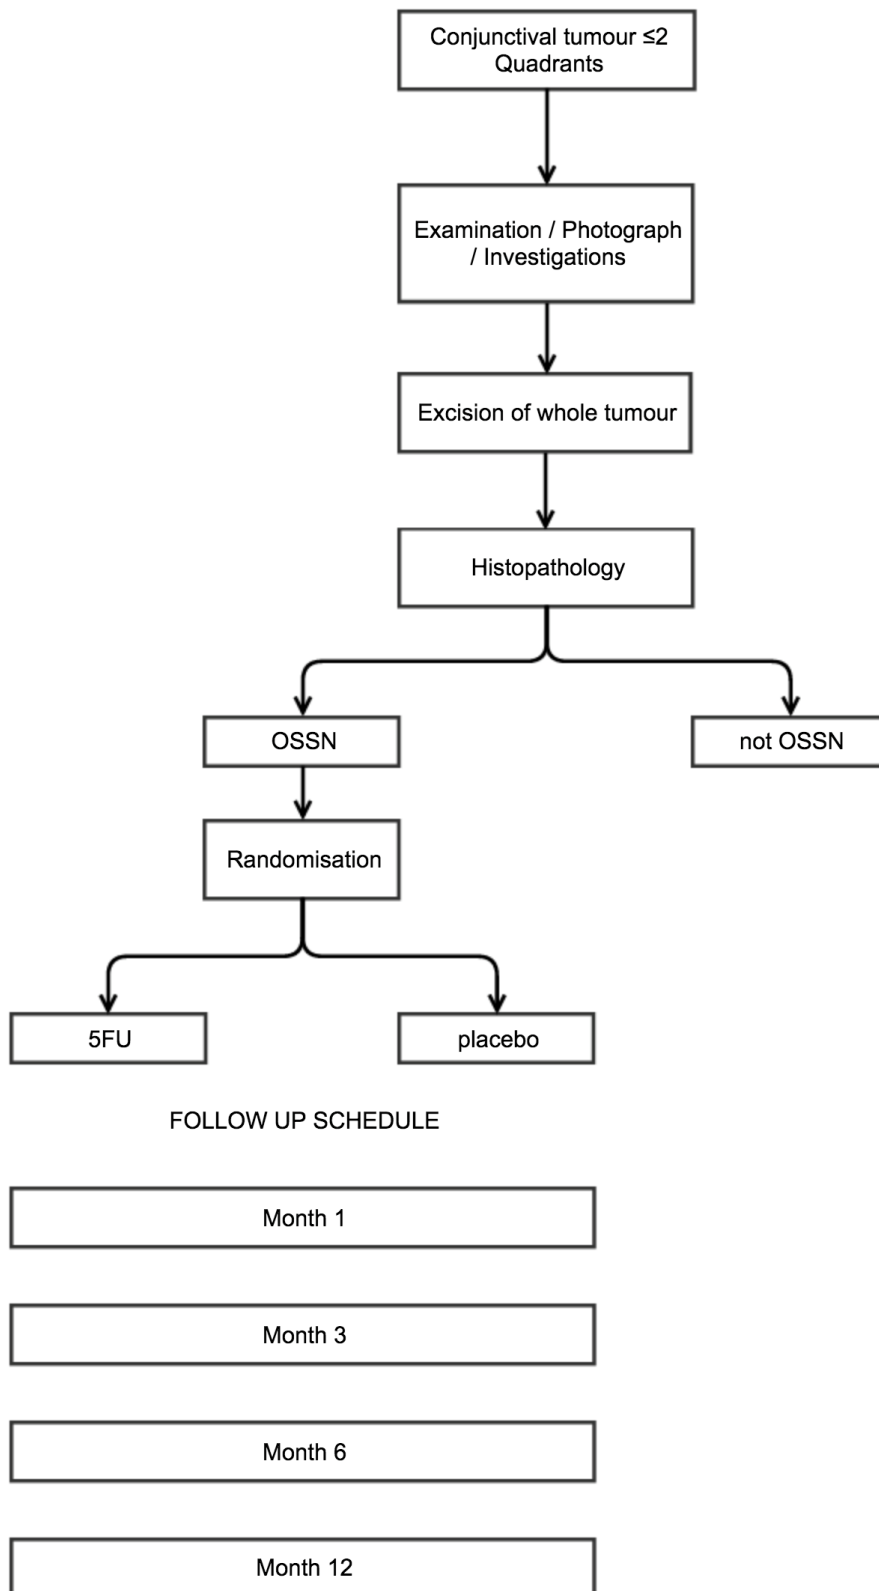 Conjunctival tumour ≤2
Quadrants
Examination / Photograph
/ Investigations
Excision of whole tumour
Histopathology
OSSN
not OSSN
Randomisation
5FU
placebo
FOLLOW UP SCHEDULE
Month 1
Month 3
Month 6
Month 12